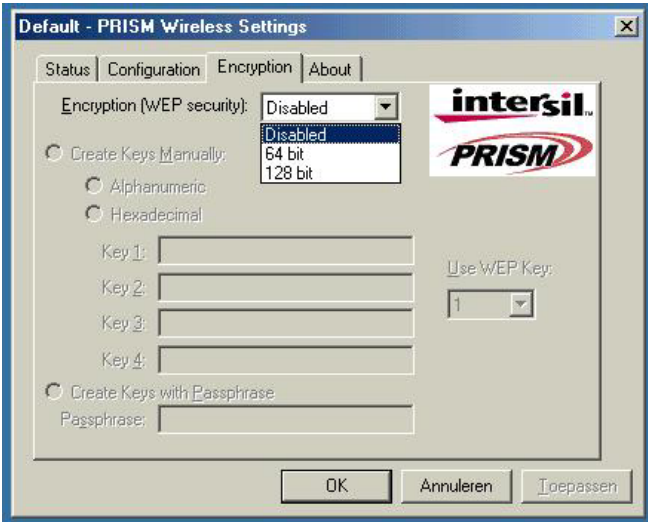 Default - PRISM Wireless Settings
Status Configuration Encryption About
Encryption (WEP security): Disabled
Disabled
64 bit
128 bit
intersil™
PRISM
Create Keys Manually:
Alphanumeric
Hexadecimal
Key 1:
Key 2:
Key 3:
Key 4:
Use WEP Key:
1
Create Keys with Passphrase
Passphrase:
OK Annuleren Toepassen